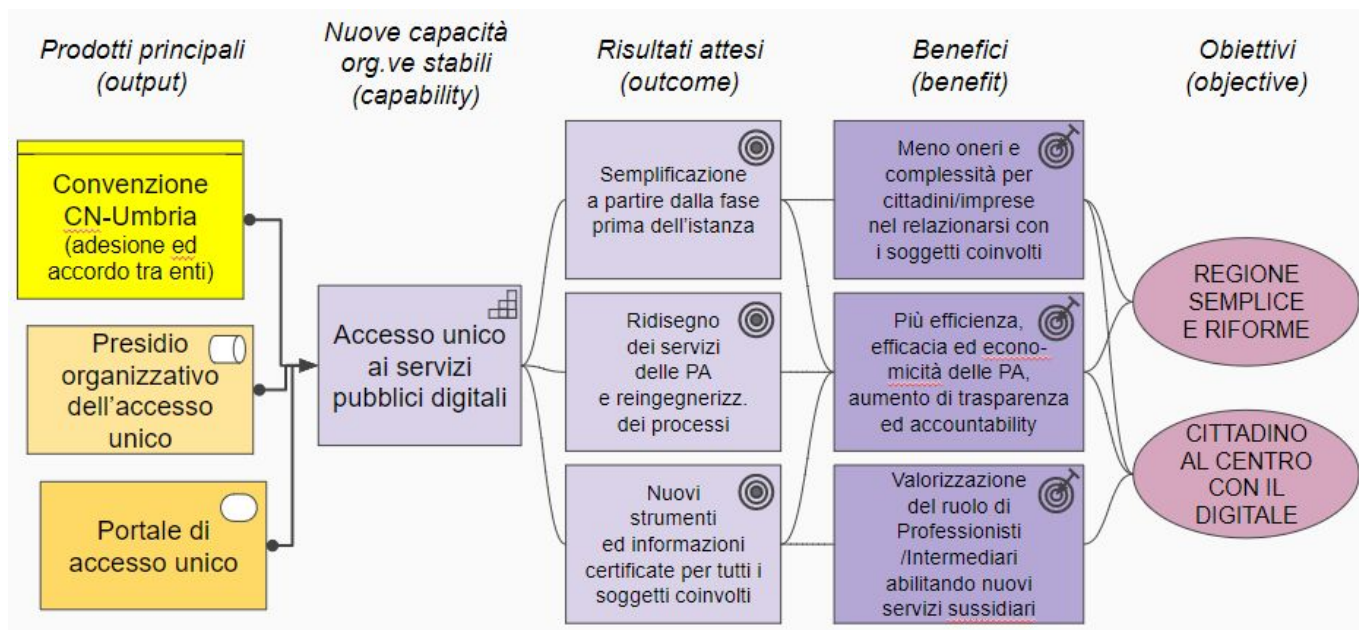 Prodotti principali
(output)
Nuove capacità
org.ve stabili
(capability)
Risultati attesi
(outcome)
Benefici
(benefit)
Obiettivi
(objective)
Convenzione
CN-Umbria
(adesione ed
accordo tra enti)
Presidio
organizzativo
dell'accesso
unico
Portale di
accesso unico
Accesso unico
ai servizi
pubblici digitali
Semplificazione
a partire dalla fase
prima dell'istanza
Ridisegno
dei servizi
delle PA
e reingegnerizz.
dei processi
Nuovi
strumenti
ed informazioni
certificate per tutti i
soggetti coinvolti
Meno oneri e
complessità per
cittadini/imprese
nel relazionarsi con
i soggetti coinvolti
Più efficienza,
efficacia ed econo-
micità delle PA,
aumento di trasparenza
ed accountability
Valorizzazione
del ruolo di
Professionisti
/Intermediari
abilitando nuovi
servizi sussidiari
REGIONE
SEMPLICE
E RIFORME
CITTADINO
AL CENTRO
CON IL
DIGITALE